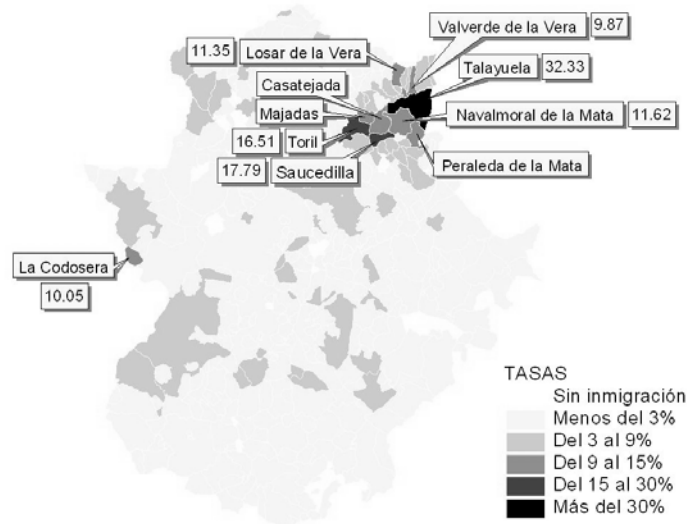 Valverde de la Vera 9.87
11.35 Losar de la Vera
Talayuela 32.33
Casatejada
Majadas
Navalmoral de la Mata 11.62
16.51 Toril
17.79 Saucedilla
Peraleda de la Mata
La Codosera
10.05
TASAS
Sin inmigración
Menos del 3%
Del 3 al 9%
Del 9 al 15%
Del 15 al 30%
Más del 30%